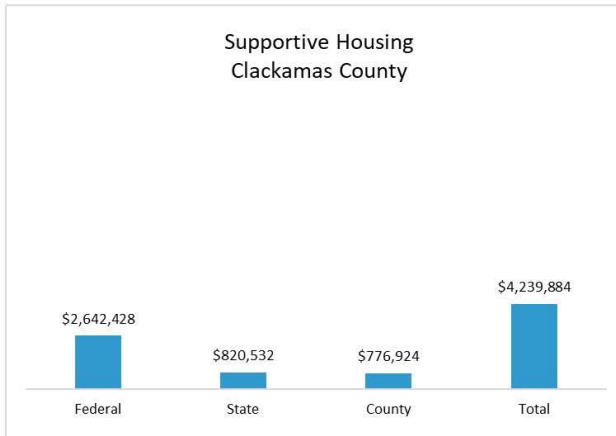 Supportive Housing
Clackamas County
$4,239,884
$2,642,428
$820,532
$776,924
Federal
State
County
Total